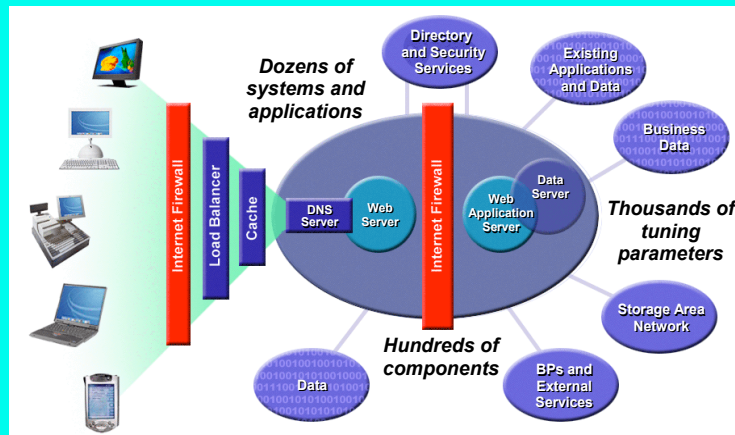 Directory
and Security
Services
Dozens of
systems and
applications
Existing
Applications
and Data
Business
Data
Internet Firewall
Load Balancer
Cache
DNS
Server
Web
Server
Internet Firewall
Web
Application
Server
Data
Server
Thousands of
tuning
parameters
Storage Area
Network
Hundreds of
components
BPs and
External
Services
Data